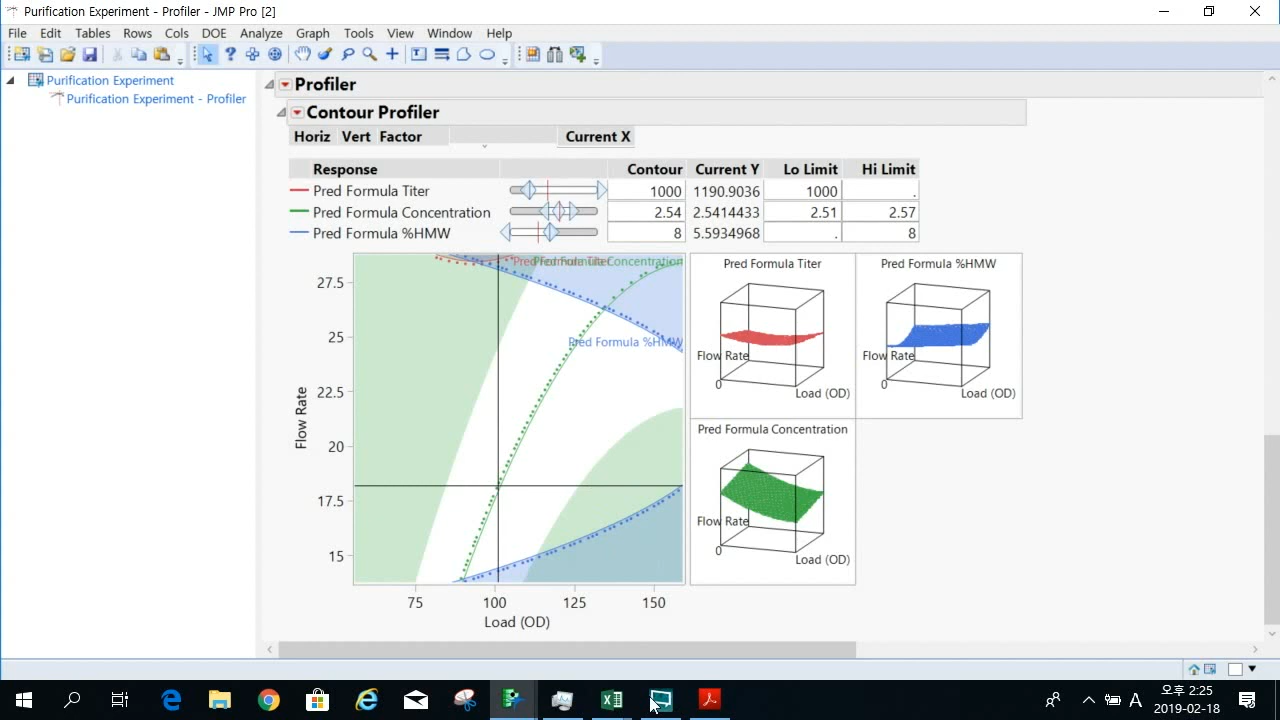 Purification Experiment - Profiler - JMP Pro [2]
File Edit Tables Rows Cols DOE Analyze Graph Tools View Window Help
Purification Experiment
Purification Experiment - Profiler
Profiler
Contour Profiler
Horiz Vert Factor Current X
Response Contour Current Y Lo Limit Hi Limit
Pred Formula Titer 1000 1190.9036 1000 .
Pred Formula Concentration 2.54 2.5414433 2.51 2.57
Pred Formula %HMW 8 5.5934968 . 8
Pred Formula Titer
Pred Formula Concentration
Pred Formula %HMW
27.5
25
22.5
20
17.5
15
Flow Rate
75 100 125 150
Load (OD)
Pred Formula Titer
Flow Rate
0
Load (OD)
Pred Formula %HMW
Flow Rate
0
Load (OD)
Pred Formula Concentration
Flow Rate
0
Load (OD)
A
오후 2:25
2019-02-18